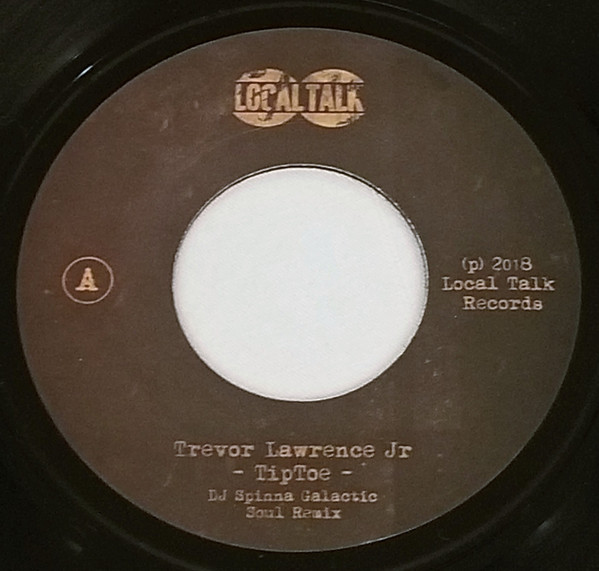 LOCAL TALK
A
(p) 2018
Local Talk
Records
Trevor Lawrence Jr
- TipToe -
DJ Spinna Galactic
Soul Remix